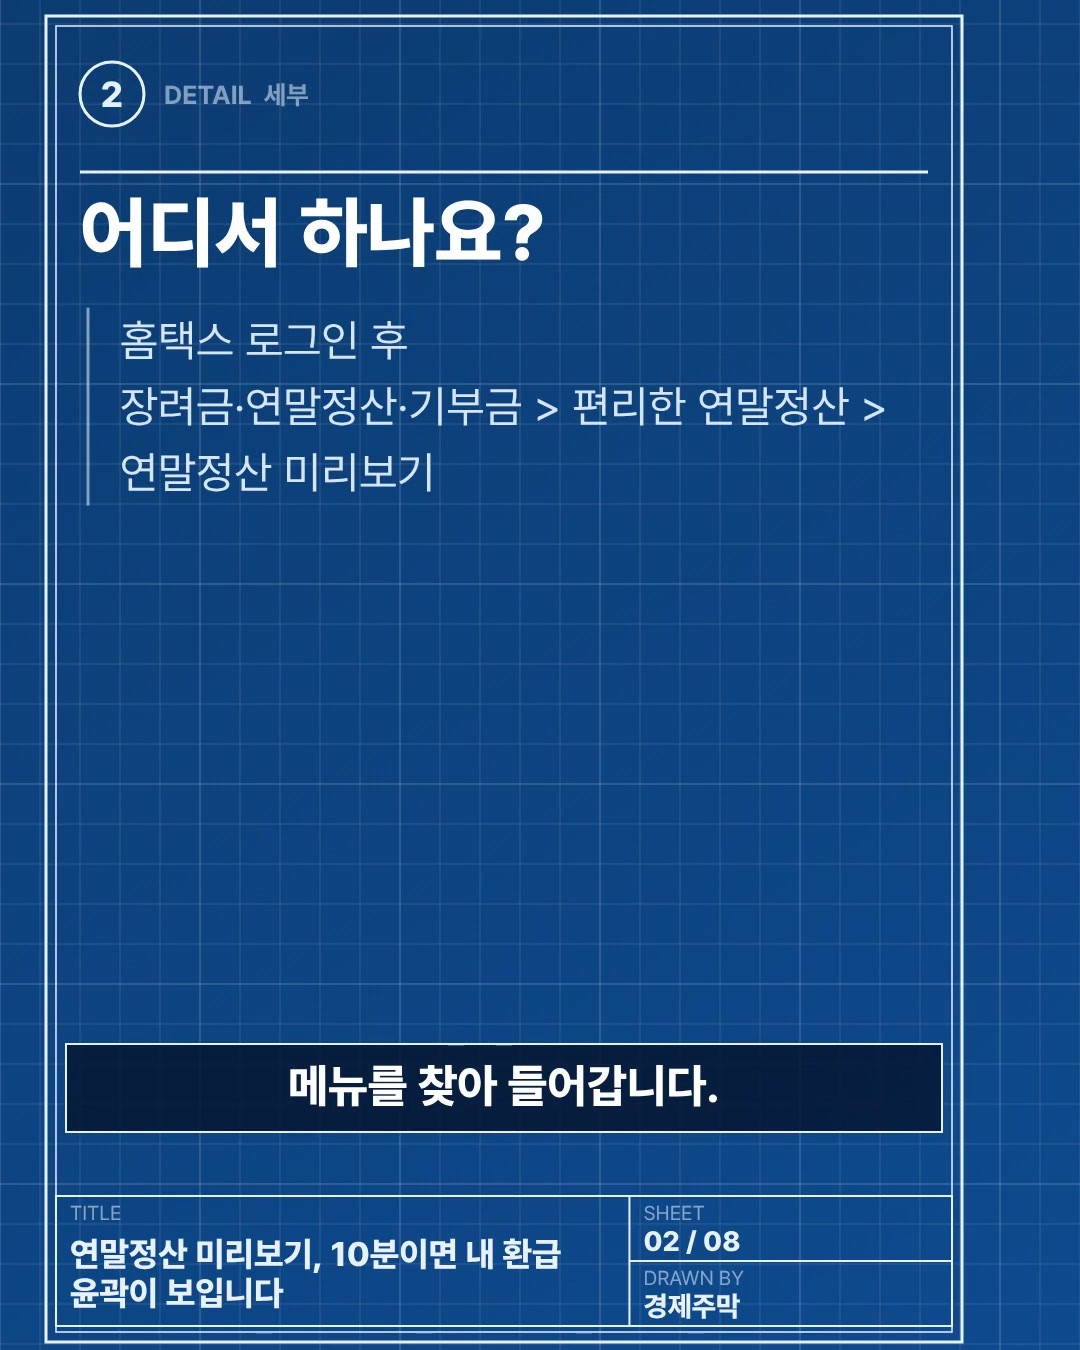 2 DETAIL 세부
어디서 하나요?
홈택스 로그인 후
장려금·연말정산·기부금 > 편리한 연말정산 >
연말정산 미리보기
메뉴를 찾아 들어갑니다.
TITLE
연말정산 미리보기, 10분이면 내 환급
윤곽이 보입니다
SHEET
02 / 08
DRAWN BY
경제주막